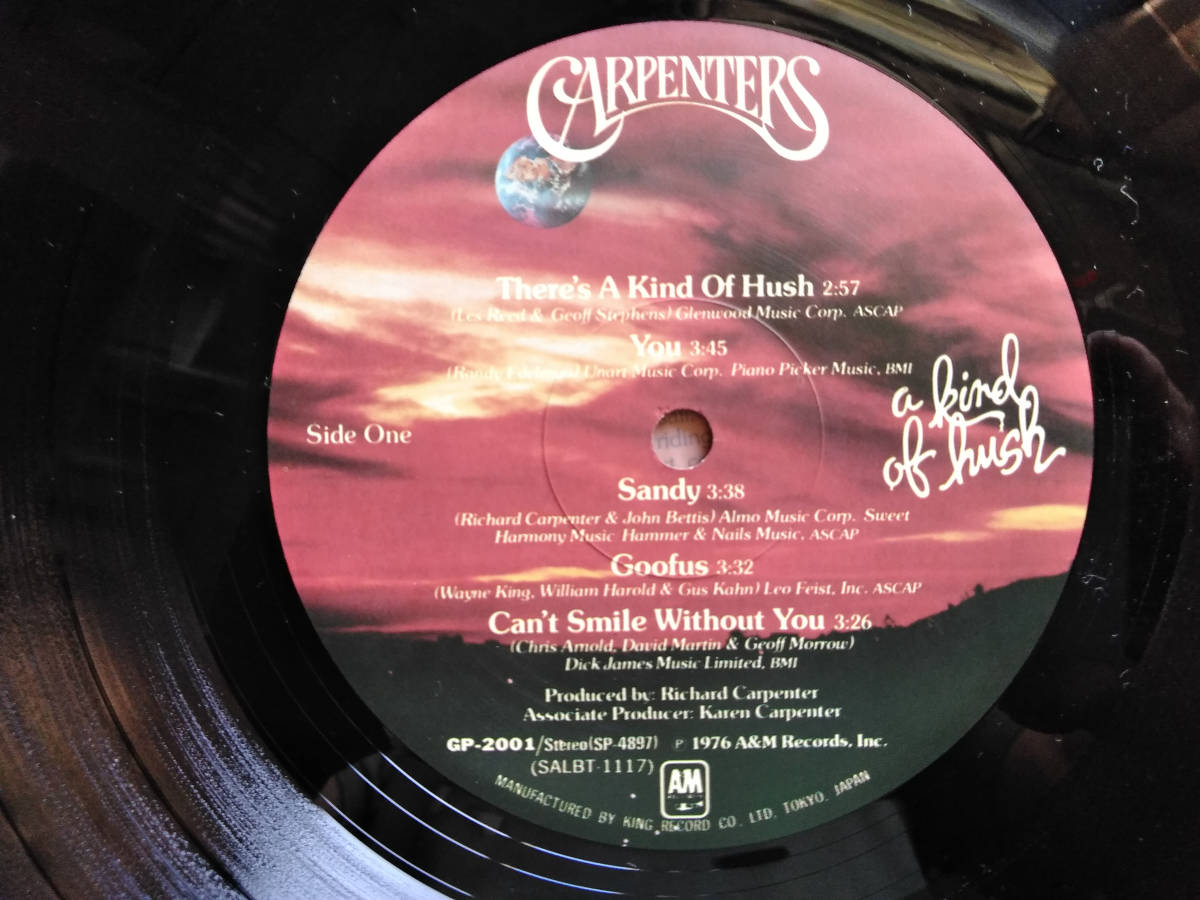 CARPENTERS
There's A Kind Of Hush 2:57
(Les Reed & Geoff Stephens) Glenwood Music Corp. ASCAP
You 3:45
(Randy Edelman) Unart Music Corp. Piano Picker Music, BMI
a kind
of hush
Side One
riding
Sandy 3:38
(Richard Carpenter & John Bettis) Almo Music Corp. Sweet
Harmony Music Hammer & Nails Music, ASCAP
Goofus 3:32
(Wayne King, William Harold & Gus Kahn) Leo Feist, Inc. ASCAP
Can't Smile Without You 3:26
(Chris Arnold, David Martin & Geoff Morrow)
Dick James Music Limited, BMI
Produced by: Richard Carpenter
Associate Producer: Karen Carpenter
GP-2001/Stereo(SP-4897) ℗ 1976 A&M Records, Inc.
(SALBT-1117)
A&M
MANUFACTURED BY KING RECORD CO. LTD. TOKYO. JAPAN